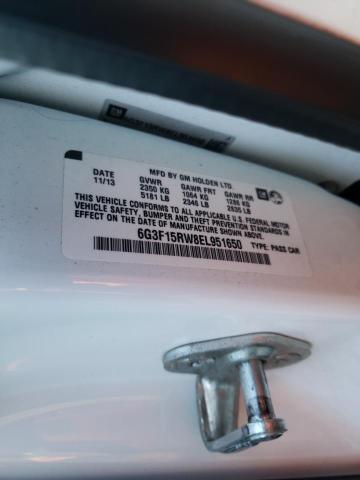 GM
MFD BY GM HOLDEN LTD.
DATE GVWR GAWR FRT GAWR RR
11/13 2350 KG 1064 KG 1286 KG
5181 LB 2346 LB 2835 LB
GM
THIS VEHICLE CONFORMS TO ALL APPLICABLE U.S. FEDERAL MOTOR
VEHICLE SAFETY, BUMPER AND THEFT PREVENTION STANDARDS
IN EFFECT ON THE DATE OF MANUFACTURE SHOWN ABOVE.
6G3F15RW8EL951650
TYPE: PASS CAR